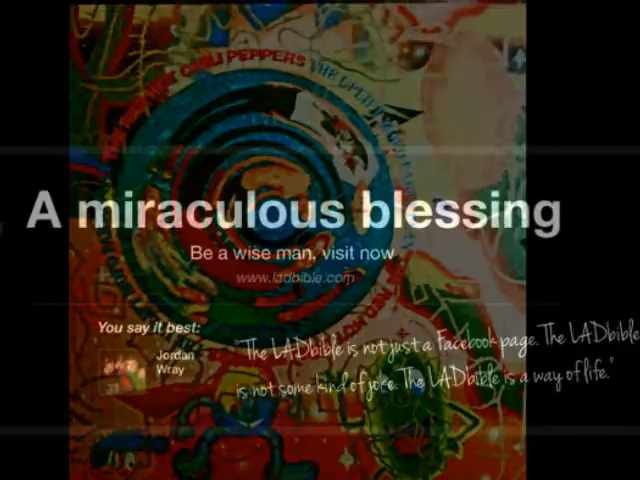 THE RED HOT CHILI PEPPERS
A miraculous blessing
Be a wise man, visit now
www.ladbible.com
You say it best:
Jordan
Wray
"The LADbible is not just a Facebook page. The LADbible
is not some kind of joke. The LADbible is a way of life."